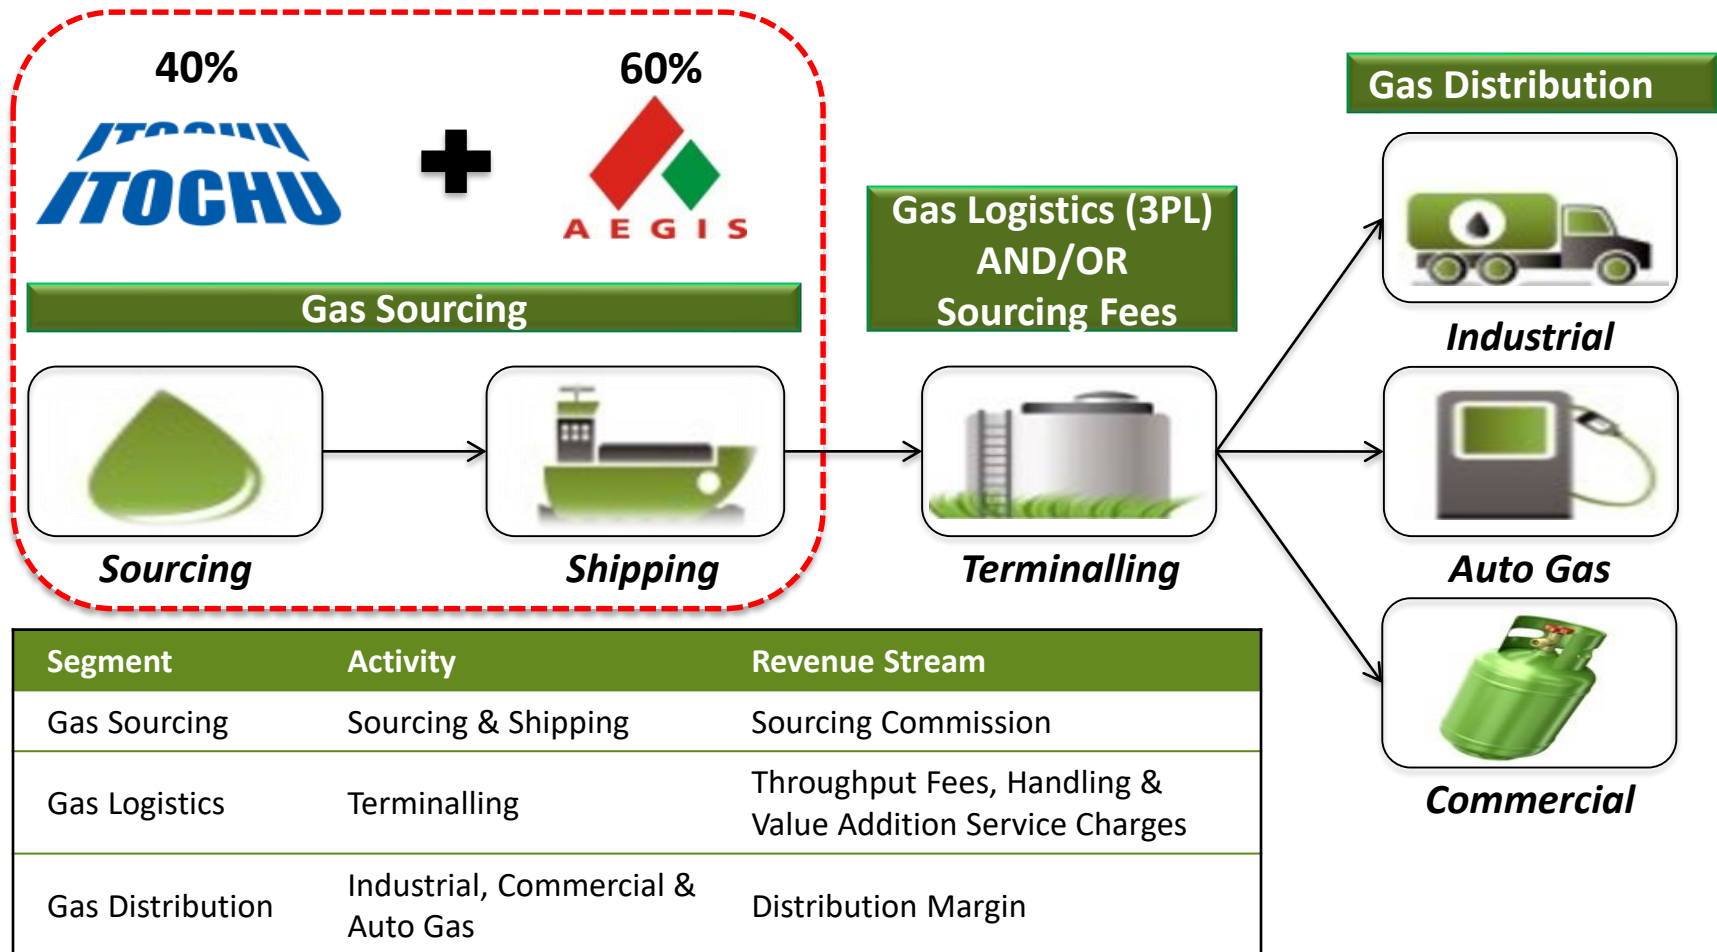 40%
60%
ITOCHU
ITOCHU
AEGIS
Gas Sourcing
Sourcing
Shipping
Gas Logistics (3PL)
AND/OR
Sourcing Fees
Terminalling
Gas Distribution
Industrial
Auto Gas
Commercial
Segment Activity Revenue Stream
Gas Sourcing Sourcing & Shipping Sourcing Commission
Gas Logistics Terminalling Throughput Fees, Handling &
Value Addition Service Charges
Gas Distribution Industrial, Commercial &
Auto Gas Distribution Margin